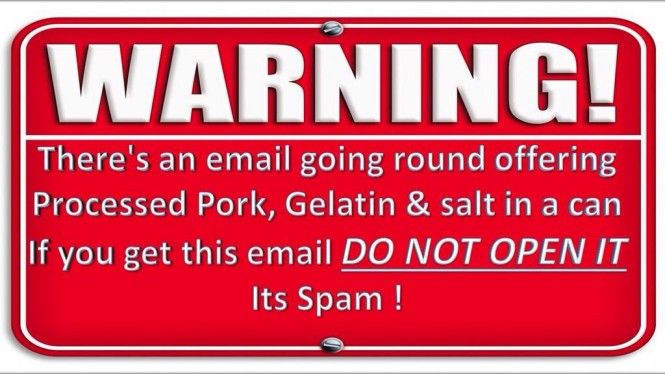 WARNING!
There's an email going round offering
Processed Pork, Gelatin & salt in a can
If you get this email DO NOT OPEN IT
Its Spam !